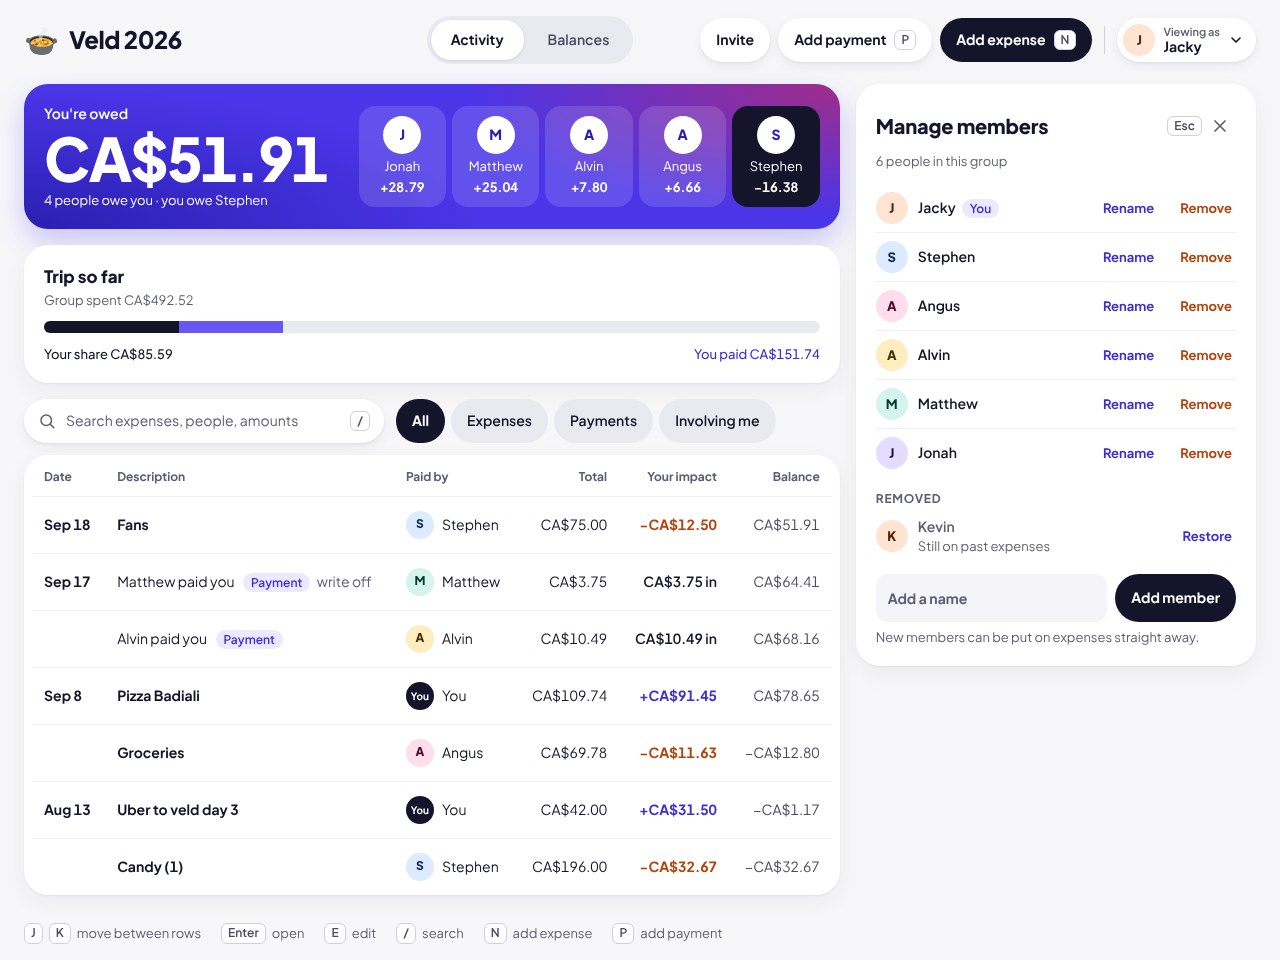 Veld 2026
Activity
Balances
Invite
Add payment P
Add expense N
J
Viewing as
Jacky
You're owed
CA$51.91
4 people owe you · you owe Stephen
J
Jonah
+28.79
M
Matthew
+25.04
A
Alvin
+7.80
A
Angus
+6.66
S
Stephen
−16.38
Trip so far
Group spent CA$492.52
Your share CA$85.59
You paid CA$151.74
Search expenses, people, amounts /
All
Expenses
Payments
Involving me
Date Description Paid by Total Your impact Balance
Sep 18 Fans S Stephen CA$75.00 −CA$12.50 CA$51.91
Sep 17 Matthew paid you Payment write off M Matthew CA$3.75 CA$3.75 in CA$64.41
Alvin paid you Payment A Alvin CA$10.49 CA$10.49 in CA$68.16
Sep 8 Pizza Badiali You You CA$109.74 +CA$91.45 CA$78.65
Groceries A Angus CA$69.78 −CA$11.63 −CA$12.80
Aug 13 Uber to veld day 3 You You CA$42.00 +CA$31.50 −CA$1.17
Candy (1) S Stephen CA$196.00 −CA$32.67 −CA$32.67
J K move between rows Enter open E edit / search N add expense P add payment
Manage members Esc
6 people in this group
J Jacky You Rename Remove
S Stephen Rename Remove
A Angus Rename Remove
A Alvin Rename Remove
M Matthew Rename Remove
J Jonah Rename Remove
REMOVED
K
Kevin
Still on past expenses
Restore
Add a name
Add member
New members can be put on expenses straight away.